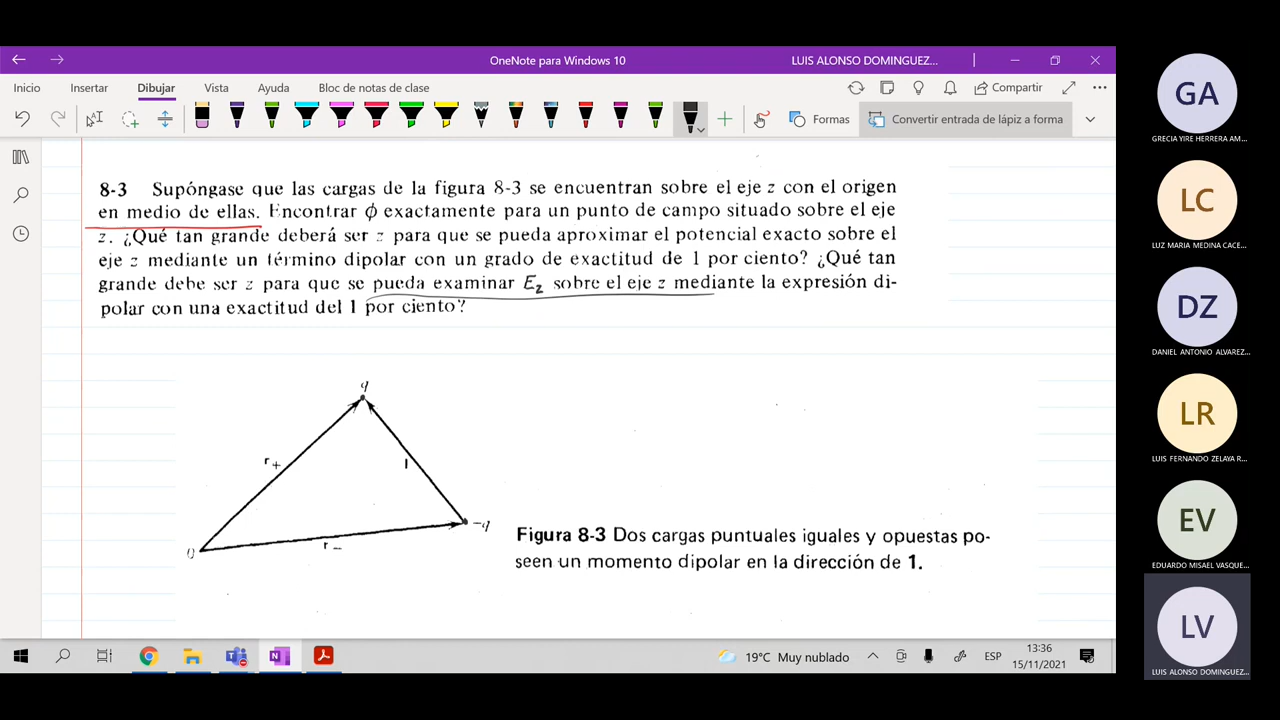 OneNote para Windows 10
LUIS ALONSO DOMINGUEZ...
Inicio
Insertar
Dibujar
Vista
Ayuda
Bloc de notas de clase
Compartir
Formas
Convertir entrada de lápiz a forma
8-3 Supóngase que las cargas de la figura 8-3 se encuentran sobre el eje z con el origen
en medio de ellas. Encontrar ϕ exactamente para un punto de campo situado sobre el eje
z. ¿Qué tan grande deberá ser z para que se pueda aproximar el potencial exacto sobre el
eje z mediante un término dipolar con un grado de exactitud de 1 por ciento? ¿Qué tan
grande debe ser z para que se pueda examinar E_z sobre el eje z mediante la expresión di-
polar con una exactitud del 1 por ciento?
q
r+
l
-q
0
r−
Figura 8-3 Dos cargas puntuales iguales y opuestas po-
seen un momento dipolar en la dirección de l.
GA
GRECIA YIRE HERRERA AM...
LC
LUZ MARIA MEDINA CACE...
DZ
DANIEL ANTONIO ALVAREZ...
LR
LUIS FERNANDO ZELAYA R...
EV
EDUARDO MISAEL VASQUE...
LV
LUIS ALONSO DOMINGUEZ...
19°C Muy nublado
ESP
13:36
15/11/2021